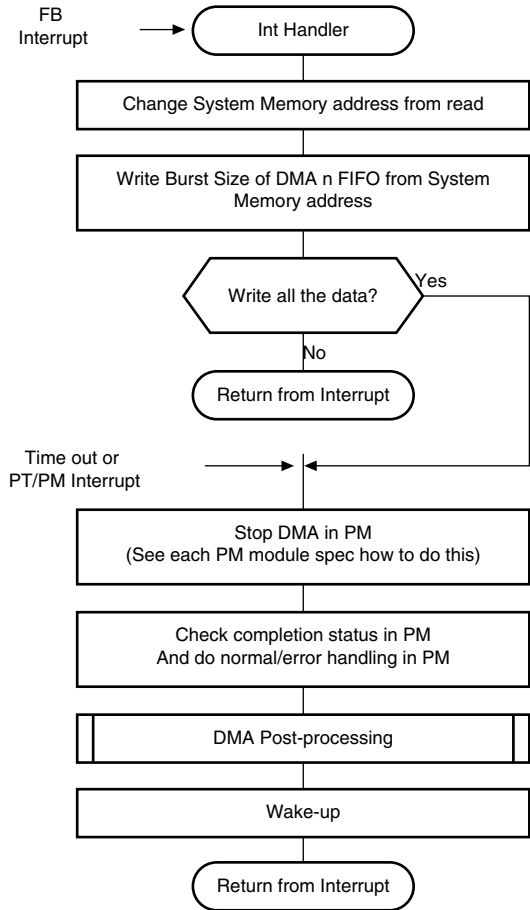 FB
Interrupt
Int Handler
Change System Memory address from read
Write Burst Size of DMA n FIFO from System
Memory address
Yes
Write all the data?
No
Return from Interrupt
Time out or
PT/PM Interrupt
Stop DMA in PM
(See each PM module spec how to do this)
Check completion status in PM
And do normal/error handling in PM
DMA Post-processing
Wake-up
Return from Interrupt